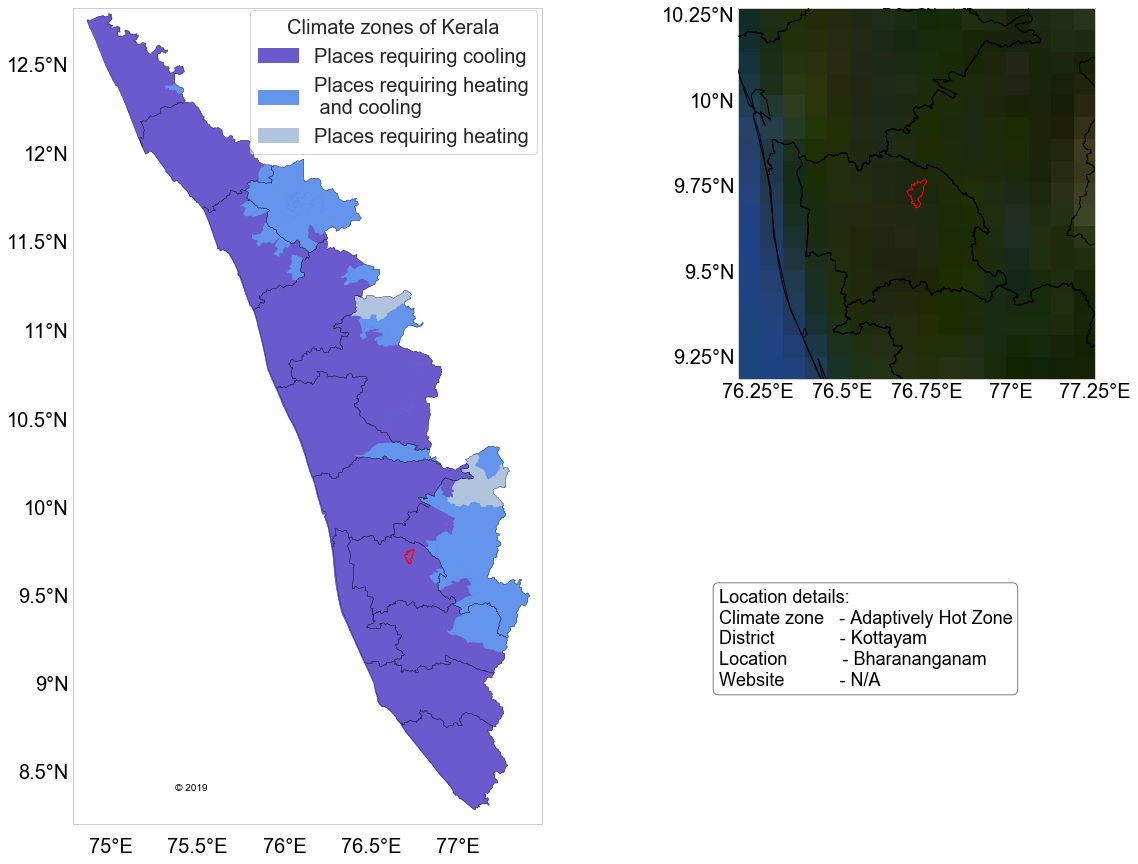 Climate zones of Kerala
Places requiring cooling
Places requiring heating
and cooling
Places requiring heating
12.5°N
12°N
11.5°N
11°N
10.5°N
10°N
9.5°N
9°N
8.5°N
© 2019
75°E 75.5°E 76°E 76.5°E 77°E
10.25°N
10°N
9.75°N
9.5°N
9.25°N
76.25°E 76.5°E 76.75°E 77°E 77.25°E
Location details:
Climate zone - Adaptively Hot Zone
District - Kottayam
Location - Bharananganam
Website - N/A